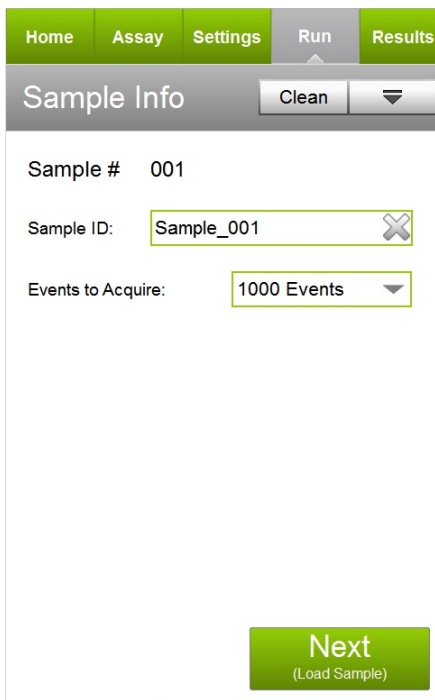 Home Assay Settings Run Results
Sample Info Clean
Sample # 001
Sample ID: Sample_001
Events to Acquire: 1000 Events
Next
(Load Sample)